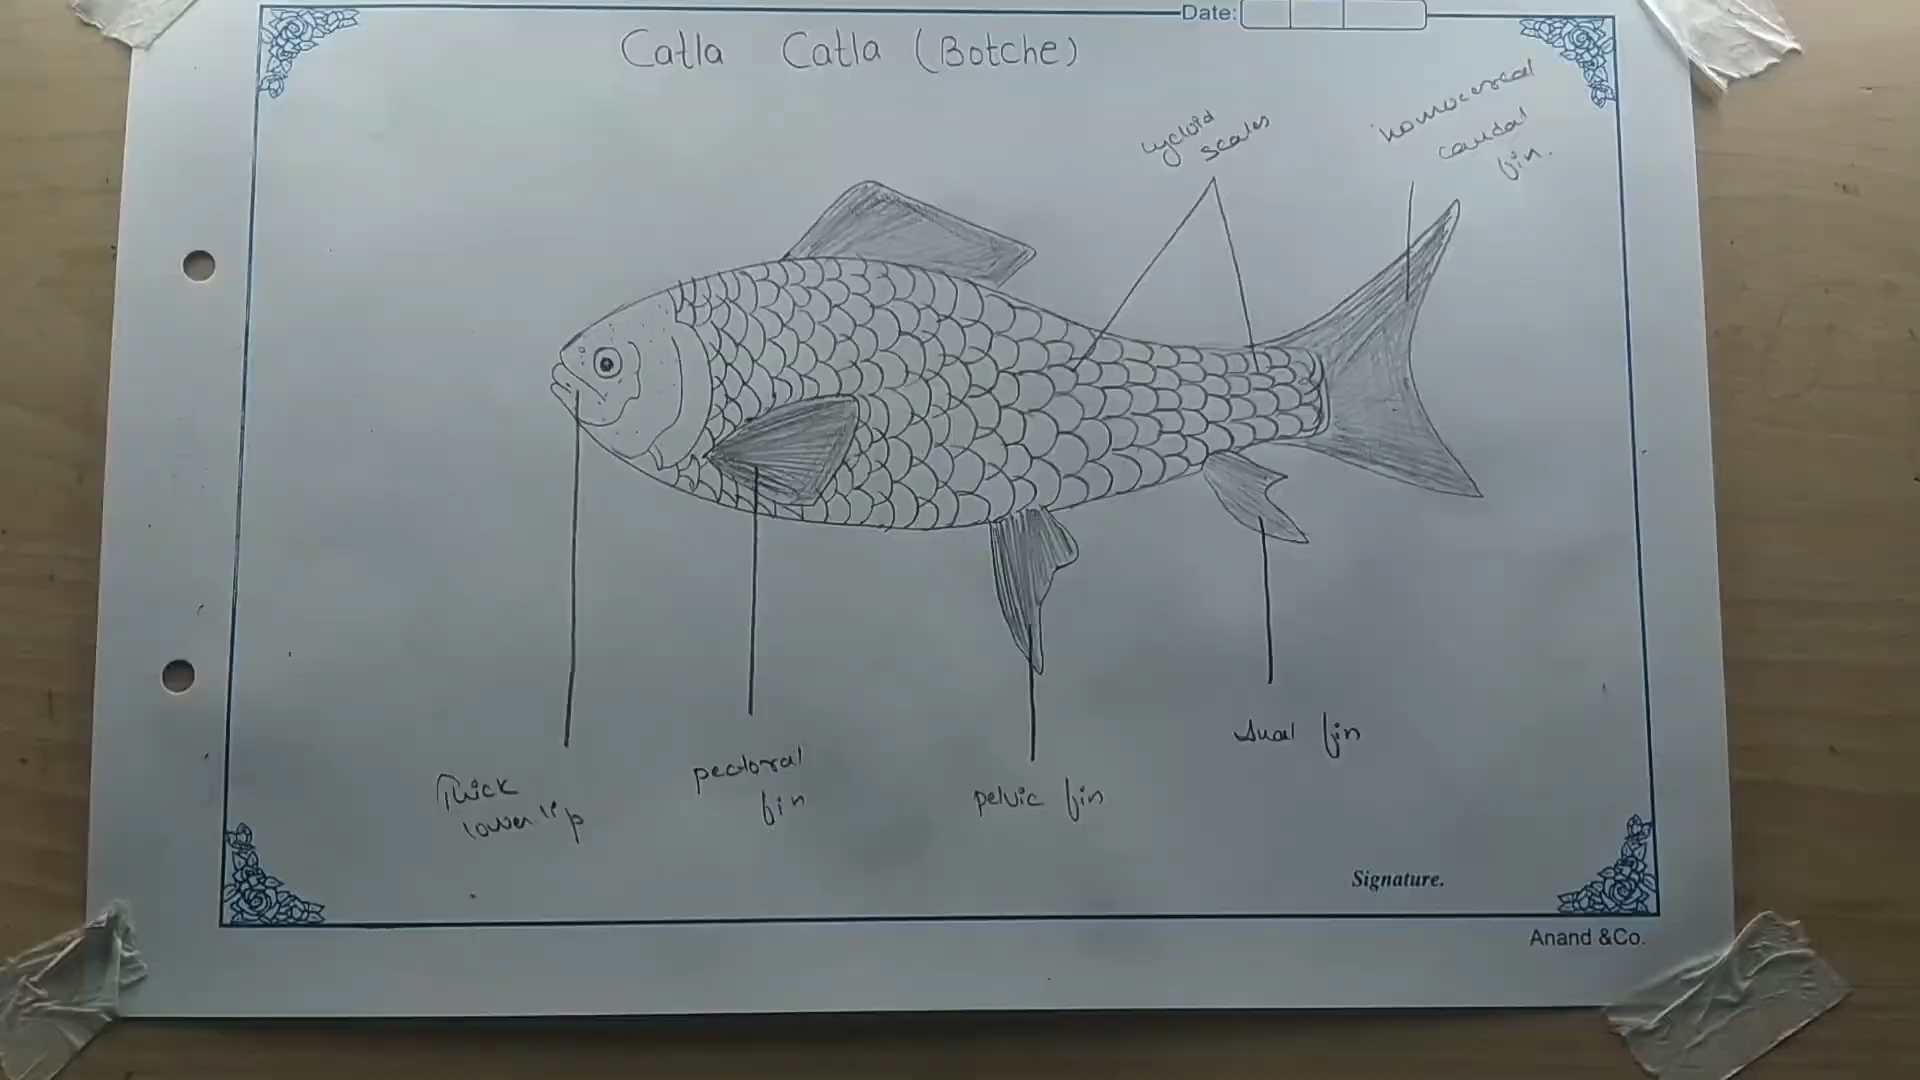 Date:
Catla Catla (Botche)
cycloid
scales
homocercal
caudal
fin.
Thick
lower lip
pectoral
fin
pelvic fin
fin
Signature.
Anand &Co.